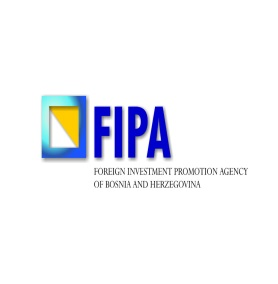 FIPA
FOREIGN INVESTMENT PROMOTION AGENCY
OF BOSNIA AND HERZEGOVINA